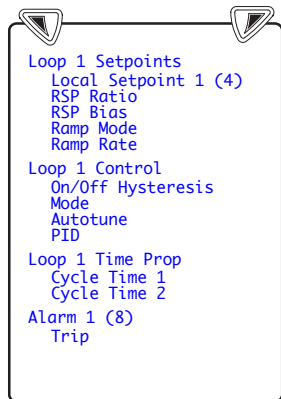 Loop 1 Setpoints
Local Setpoint 1 (4)
RSP Ratio
RSP Bias
Ramp Mode
Ramp Rate
Loop 1 Control
On/Off Hysteresis
Mode
Autotune
PID
Loop 1 Time Prop
Cycle Time 1
Cycle Time 2
Alarm 1 (8)
Trip